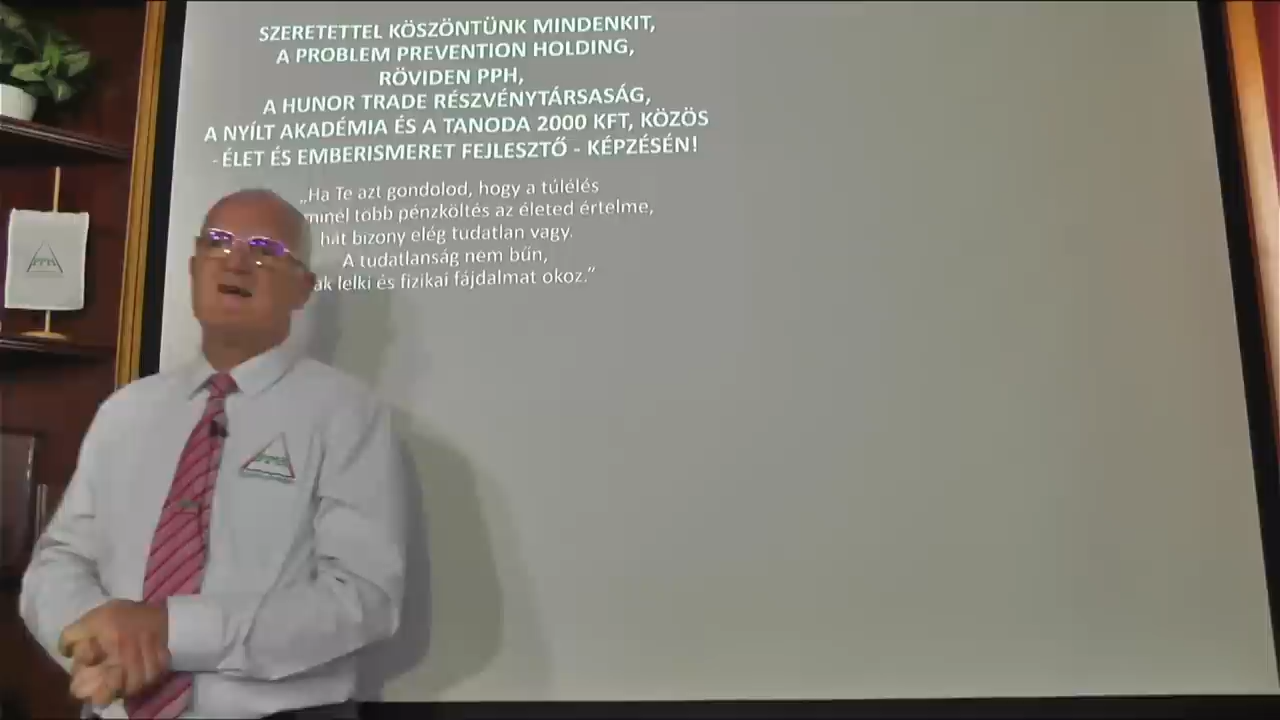 SZERETETTEL KÖSZÖNTÜNK MINDENKIT,
A PROBLEM PREVENTION HOLDING,
RÖVIDEN PPH,
A HUNOR TRADE RÉSZVÉNYTÁRSASÁG,
A NYÍLT AKADÉMIA ÉS A TANODA 2000 KFT, KÖZÖS
- ÉLET ÉS EMBERISMERET FEJLESZTŐ - KÉPZÉSÉN!
„Ha Te azt gondolod, hogy a túlélés
minél több pénzköltés az életed értelme,
hát bizony elég tudatlan vagy.
A tudatlanság nem bűn,
lelki és fizikai fájdalmat okoz.”